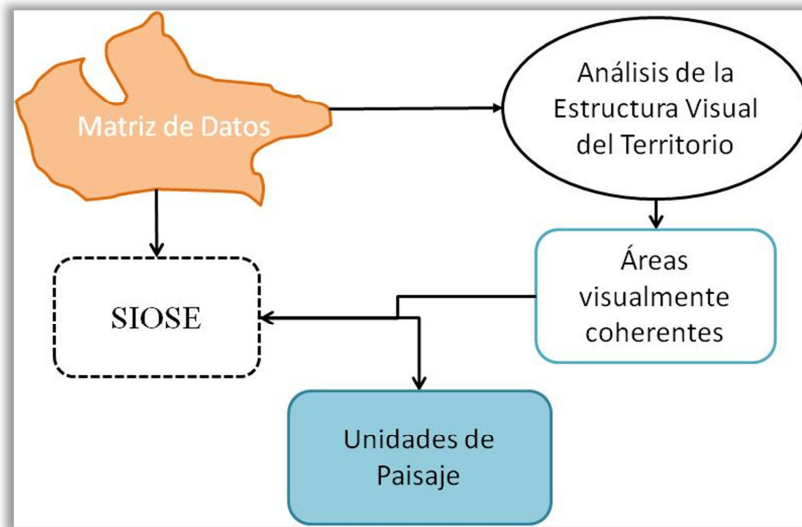 Matriz de Datos
Análisis de la
Estructura Visual
del Territorio
SIOSE
Áreas
visualmente
coherentes
Unidades de
Paisaje